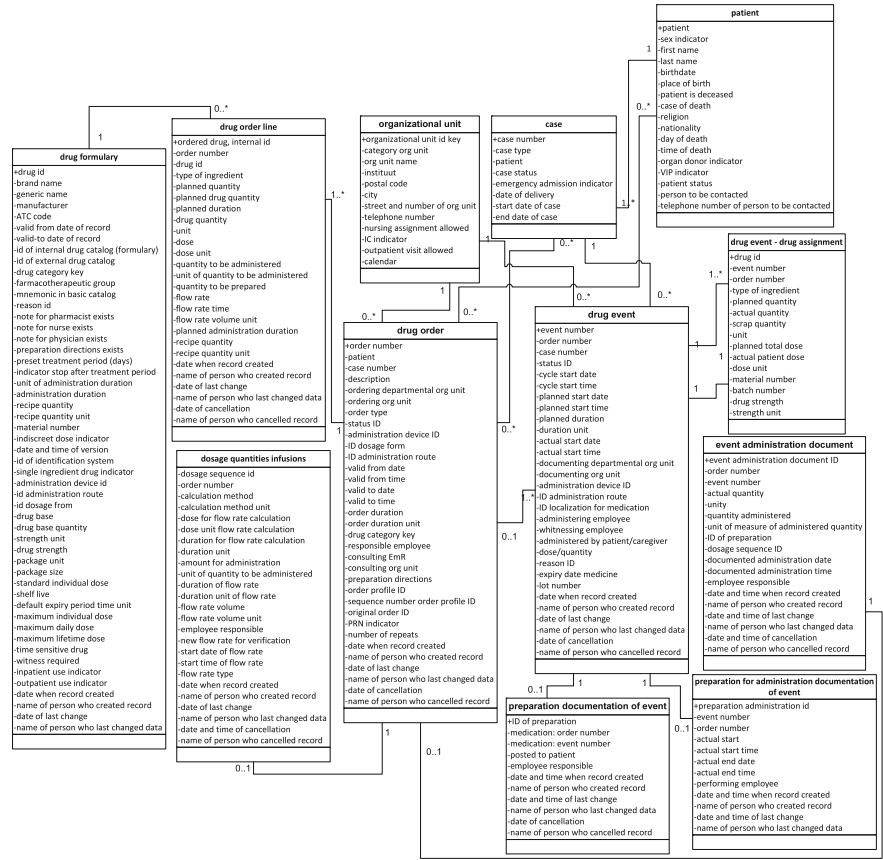 patient
+patient
-sex indicator
-first name
-last name
-birthdate
-place of birth
-patient is deceased
-case of death
-religion
-nationality
-day of death
-time of death
-organ donor indicator
-VIP indicator
-patient status
-person to be contacted
-telephone number of person to be contacted
1
0..*
0..*
1
drug order line
+ordered drug, internal id
-order number
-drug id
-type of ingredient
-planned quantity
-planned drug quantity
-planned duration
-drug quantity
-unit
-dose
-dose unit
-quantity to be administered
-unit of quantity to be administered
-quantity to be prepared
-flow rate
-flow rate time
-flow rate volume unit
-planned administration duration
-recipe quantity
-recipe quantity unit
-date when record created
-name of person who created record
-date of last change
-name of person who last changed data
-date of cancellation
-name of person who cancelled record
1..*
1
organizational unit
+organizational unit id key
-category org unit
-org unit name
-instituut
-postal code
-city
-street and number of org unit
-telephone number
-nursing assignment allowed
-IC indicator
-outpatient visit allowed
-calendar
1
1
0..*
case
+case number
-case type
-patient
-case status
-emergency admission indicator
-date of delivery
-start date of case
-end date of case
1..*
0..*
1
drug formulary
+drug id
-brand name
-generic name
-manufacturer
-ATC code
-valid from date of record
-valid-to date of record
-id of internal drug catalog (formulary)
-id of external drug catalog
-drug category key
-farmacotherapeutic group
-mnemonic in basic catalog
-reason id
-note for pharmacist exists
-note for nurse exists
-note for physician exists
-preparation directions exists
-preset treatment period (days)
-indicator stop after treatment period
-unit of administration duration
-administration duration
-recipe quantity
-recipe quantity unit
-material number
-indiscreet dose indicator
-date and time of version
-id of identification system
-single ingredient drug indicator
-administration device id
-id administration route
-id dosage from
-drug base
-drug base quantity
-strength unit
-drug strength
-package unit
-package size
-standard individual dose
-shelf live
-default expiry period time unit
-maximum individual dose
-maximum daily dose
-maximum lifetime dose
-time sensitive drug
-witness required
-inpatient use indicator
-outpatient use indicator
-date when record created
-name of person who created record
-date of last change
-name of person who last changed data
drug event - drug assignment
+drug id
-event number
-order number
-type of ingredient
-planned quantity
-actual quantity
-scrap quantity
-unit
-planned total dose
-actual patient dose
-dose unit
-material number
-batch number
-drug strength
-strength unit
1..*
1
1
1
0..*
0..*
0..*
drug event
+event number
-order number
-case number
-status ID
-cycle start date
-cycle start time
-planned start date
-planned start time
-planned duration
-duration unit
-actual start date
-actual start time
-documenting departmental org unit
-documenting org unit
-administration device ID
-ID administration route
-ID localization for medication
-administering employee
-whitnessing employee
-administered by patient/caregiver
-dose/quantity
-reason ID
-expiry date medicine
-lot number
-date when record created
-name of person who created record
-date of last change
-name of person who last changed data
-date of cancellation
-name of person who cancelled record
drug order
+order number
-patient
-case number
-description
-ordering departmental org unit
-ordering org unit
-order type
-status ID
-administration device ID
-ID dosage form
-ID administration route
-valid from date
-valid from time
-valid to date
-valid to time
-order duration
-order duration unit
-drug category key
-responsible employee
-consulting EmR
-consulting org unit
-preparation directions
-order profile ID
-sequence number order profile ID
-original order ID
-PRN indicator
-number of repeats
-date when record created
-name of person who created record
-date of last change
-name of person who last changed data
-date of cancellation
-name of person who cancelled record
0..*
1..*
0..1
1
0..1
dosage quantities infusions
-dosage sequence id
-order number
-calculation method
-calculation method unit
-dose for flow rate calculation
-dose unit flow rate calculation
-duration for flow rate calculation
-duration unit
-amount for administration
-unit of quantity to be administered
-duration of flow rate
-duration unit of flow rate
-flow rate volume
-flow rate volume unit
-employee responsible
-new flow rate for verification
-start date of flow rate
-start time of flow rate
-flow rate type
-date when record created
-name of person who created record
-date of last change
-name of person who last changed data
-date and time of cancellation
-name of person who cancelled record
0..1
event administration document
+event administration document ID
-order number
-event number
-actual quantity
-unity
-quantity administered
-unit of measure of administered quantity
-ID of preparation
-dosage sequence ID
-documented administration date
-documented administration time
-employee responsible
-date and time when record created
-name of person who created record
-date of last change
-name of person who last changed data
-date and time of cancellation
-name of person who cancelled record
1
1
0..1
1
0..1
preparation documentation of event
+ID of preparation
-medication: order number
-medication: event number
-posted to patient
-employee responsible
-date and time when record created
-name of person who created record
-date and time of last change
-name of person who last changed data
-date of cancellation
-name of person who cancelled record
preparation for administration documentation
of event
+preparation administration id
-event number
-order number
-actual start
-actual start time
-actual end date
-actual end time
-performing employee
-date and time when record created
-name of person who created record
-date and time of last change
-name of person who last changed data